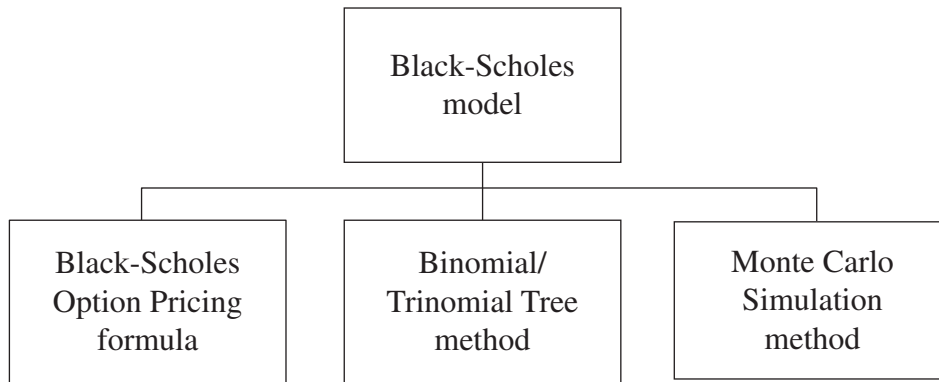 Black-Scholes
model
Black-Scholes
Option Pricing
formula
Binomial/
Trinomial Tree
method
Monte Carlo
Simulation
method